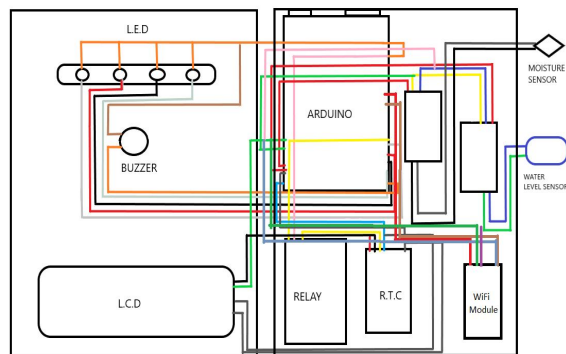 L.E.D
ARDUINO
MOISTURE
SENSOR
BUZZER
WATER
LEVEL SENSOR
L.C.D
RELAY
R.T.C
WiFi
Module